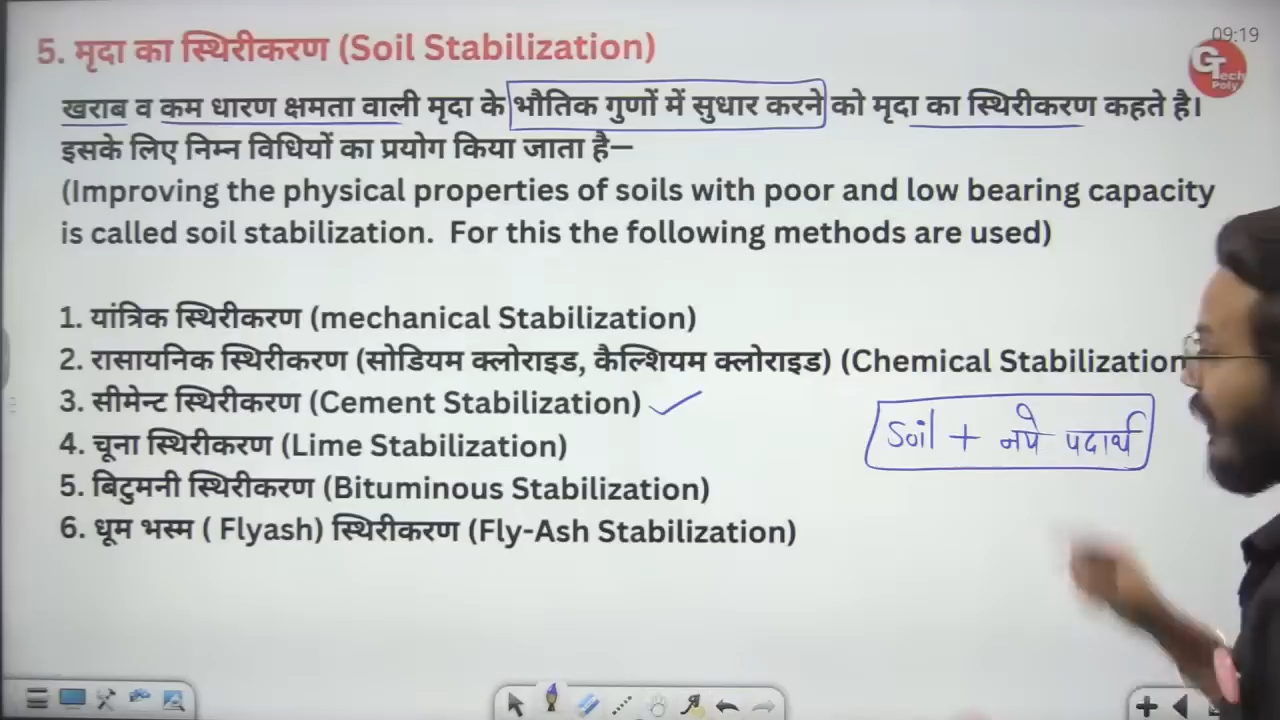 09:19
GTech Poly
5. मृदा का स्थिरीकरण (Soil Stabilization)
खराब व कम धारण क्षमता वाली मृदा के भौतिक गुणों में सुधार करने को मृदा का स्थिरीकरण कहते है।
इसके लिए निम्न विधियों का प्रयोग किया जाता है—
(Improving the physical properties of soils with poor and low bearing capacity
is called soil stabilization. For this the following methods are used)
1. यांत्रिक स्थिरीकरण (mechanical Stabilization)
2. रासायनिक स्थिरीकरण (सोडियम क्लोराइड, कैल्शियम क्लोराइड) (Chemical Stabilization
3. सीमेन्ट स्थिरीकरण (Cement Stabilization)
Soil + नये पदार्थ
4. चूना स्थिरीकरण (Lime Stabilization)
5. बिटुमनी स्थिरीकरण (Bituminous Stabilization)
6. धूम भस्म ( Flyash) स्थिरीकरण (Fly-Ash Stabilization)